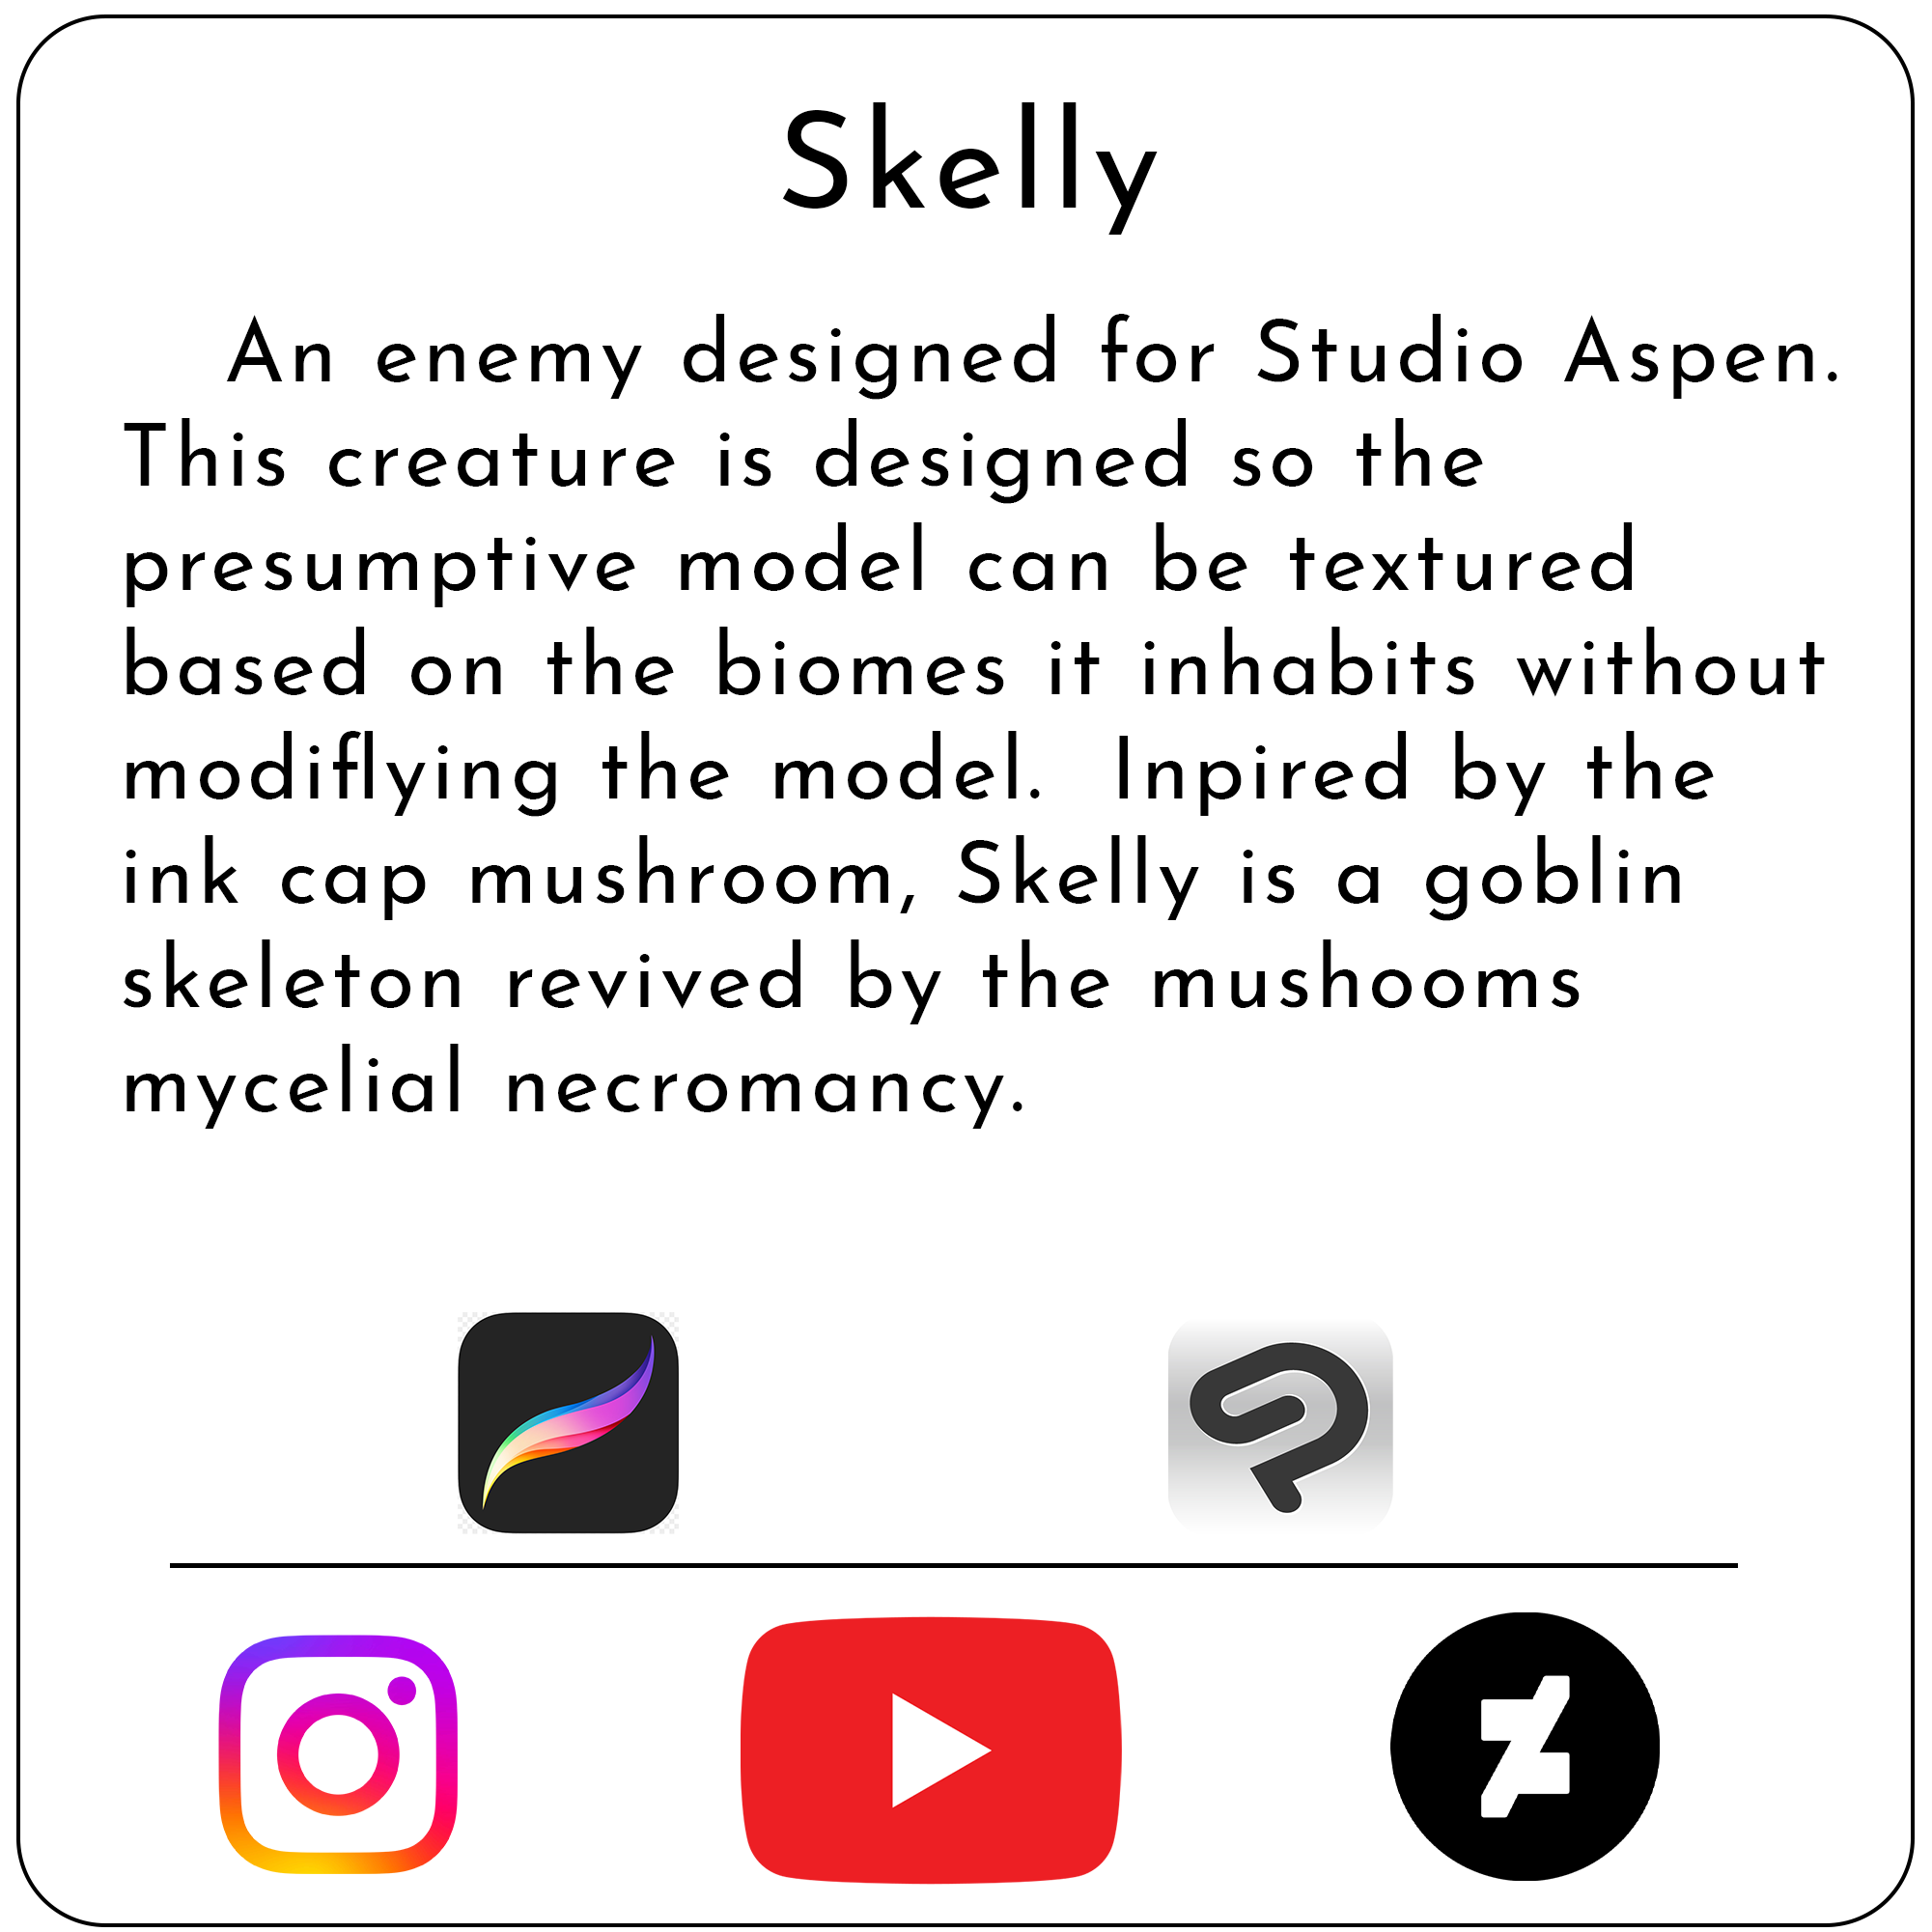 Skelly
An enemy designed for Studio Aspen.
This creature is designed so the
presumptive model can be textured
based on the biomes it inhabits without
modiflying the model.  Inpired by the
ink cap mushroom, Skelly is a goblin
skeleton revived by the mushooms
mycelial necromancy.